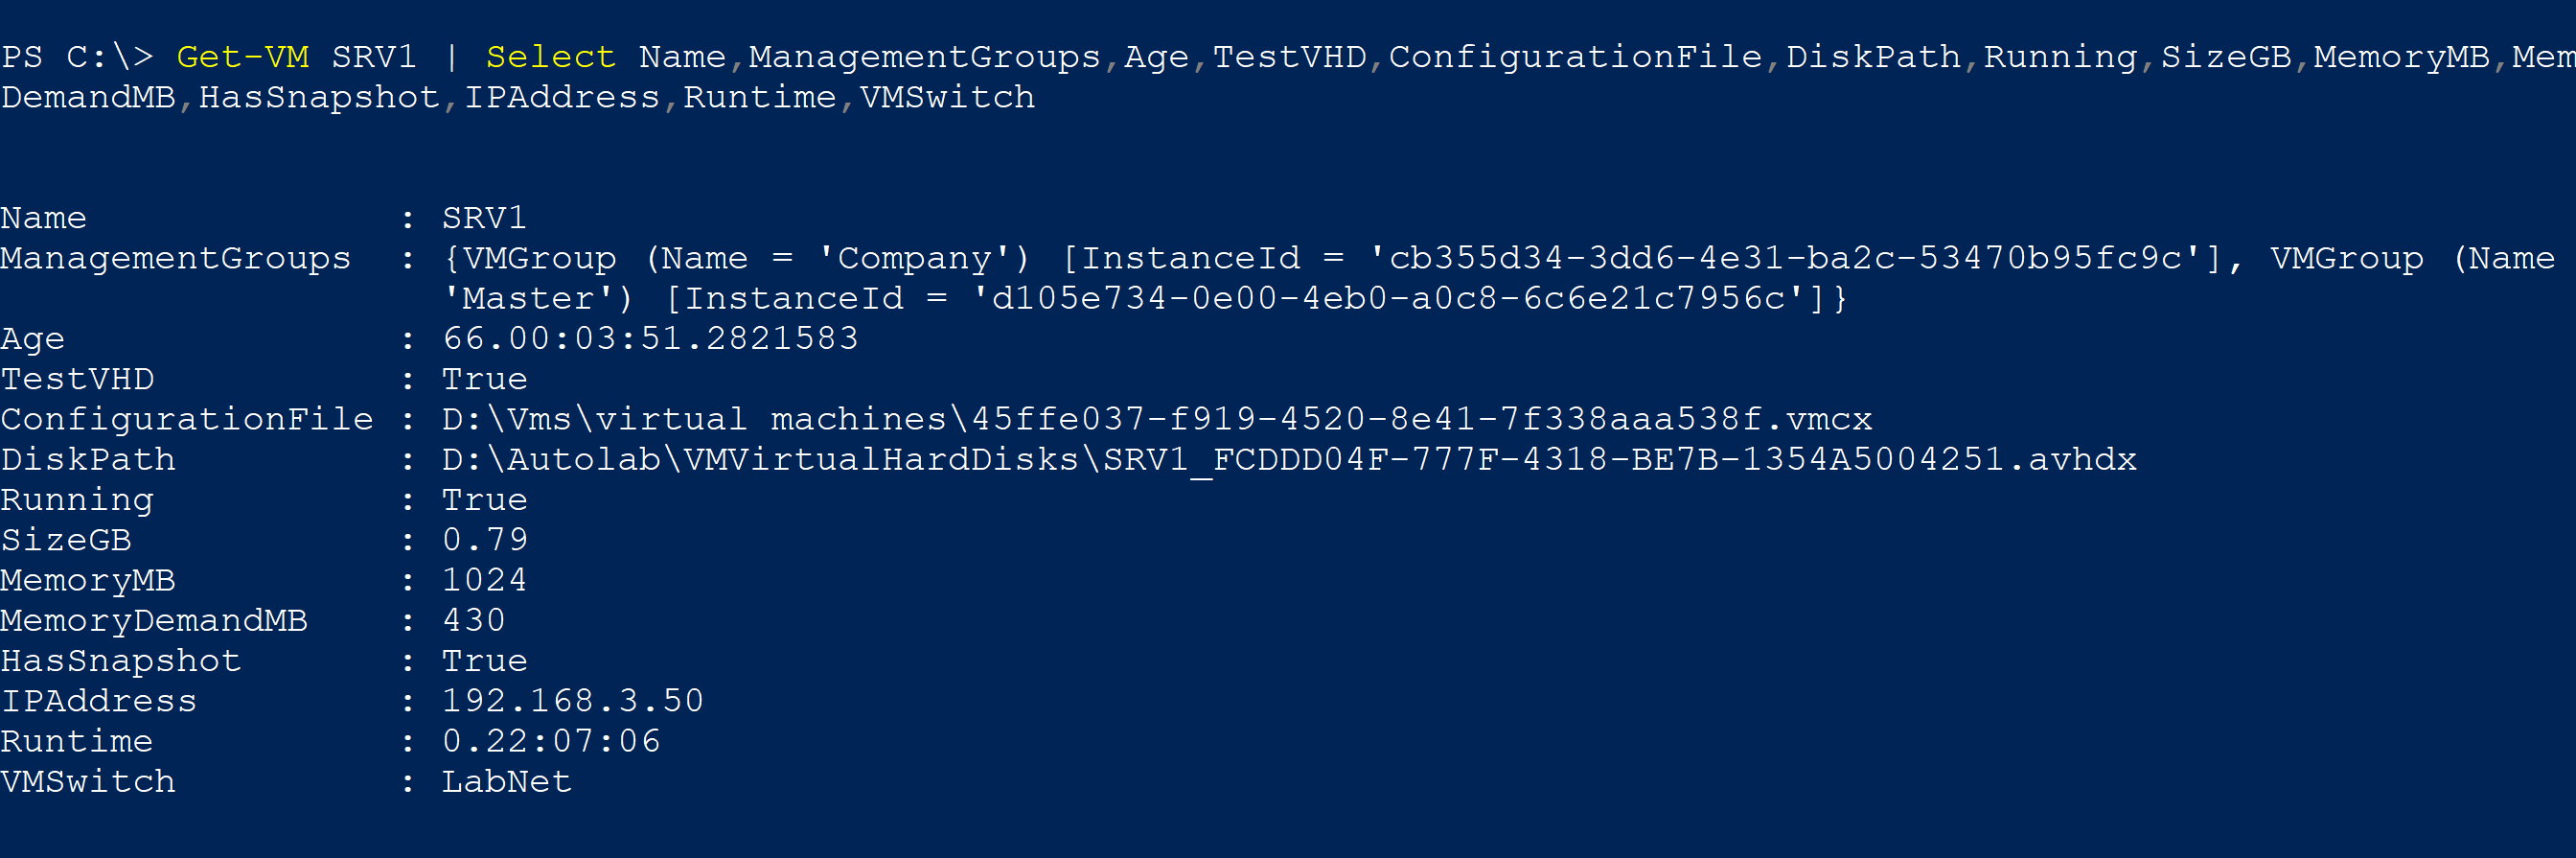 PS C:\> Get-VM SRV1 | Select Name,ManagementGroups,Age,TestVHD,ConfigurationFile,DiskPath,Running,SizeGB,MemoryMB,Mem
DemandMB,HasSnapshot,IPAddress,Runtime,VMSwitch
Name : SRV1
ManagementGroups : {VMGroup (Name = 'Company') [InstanceId = 'cb355d34-3dd6-4e31-ba2c-53470b95fc9c'], VMGroup (Name
'Master') [InstanceId = 'd105e734-0e00-4eb0-a0c8-6c6e21c7956c']}
Age : 66.00:03:51.2821583
TestVHD : True
ConfigurationFile : D:\Vms\virtual machines\45ffe037-f919-4520-8e41-7f338aaa538f.vmcx
DiskPath : D:\Autolab\VMVirtualHardDisks\SRV1_FCDDD04F-777F-4318-BE7B-1354A5004251.avhdx
Running : True
SizeGB : 0.79
MemoryMB : 1024
MemoryDemandMB : 430
HasSnapshot : True
IPAddress : 192.168.3.50
Runtime : 0.22:07:06
VMSwitch : LabNet